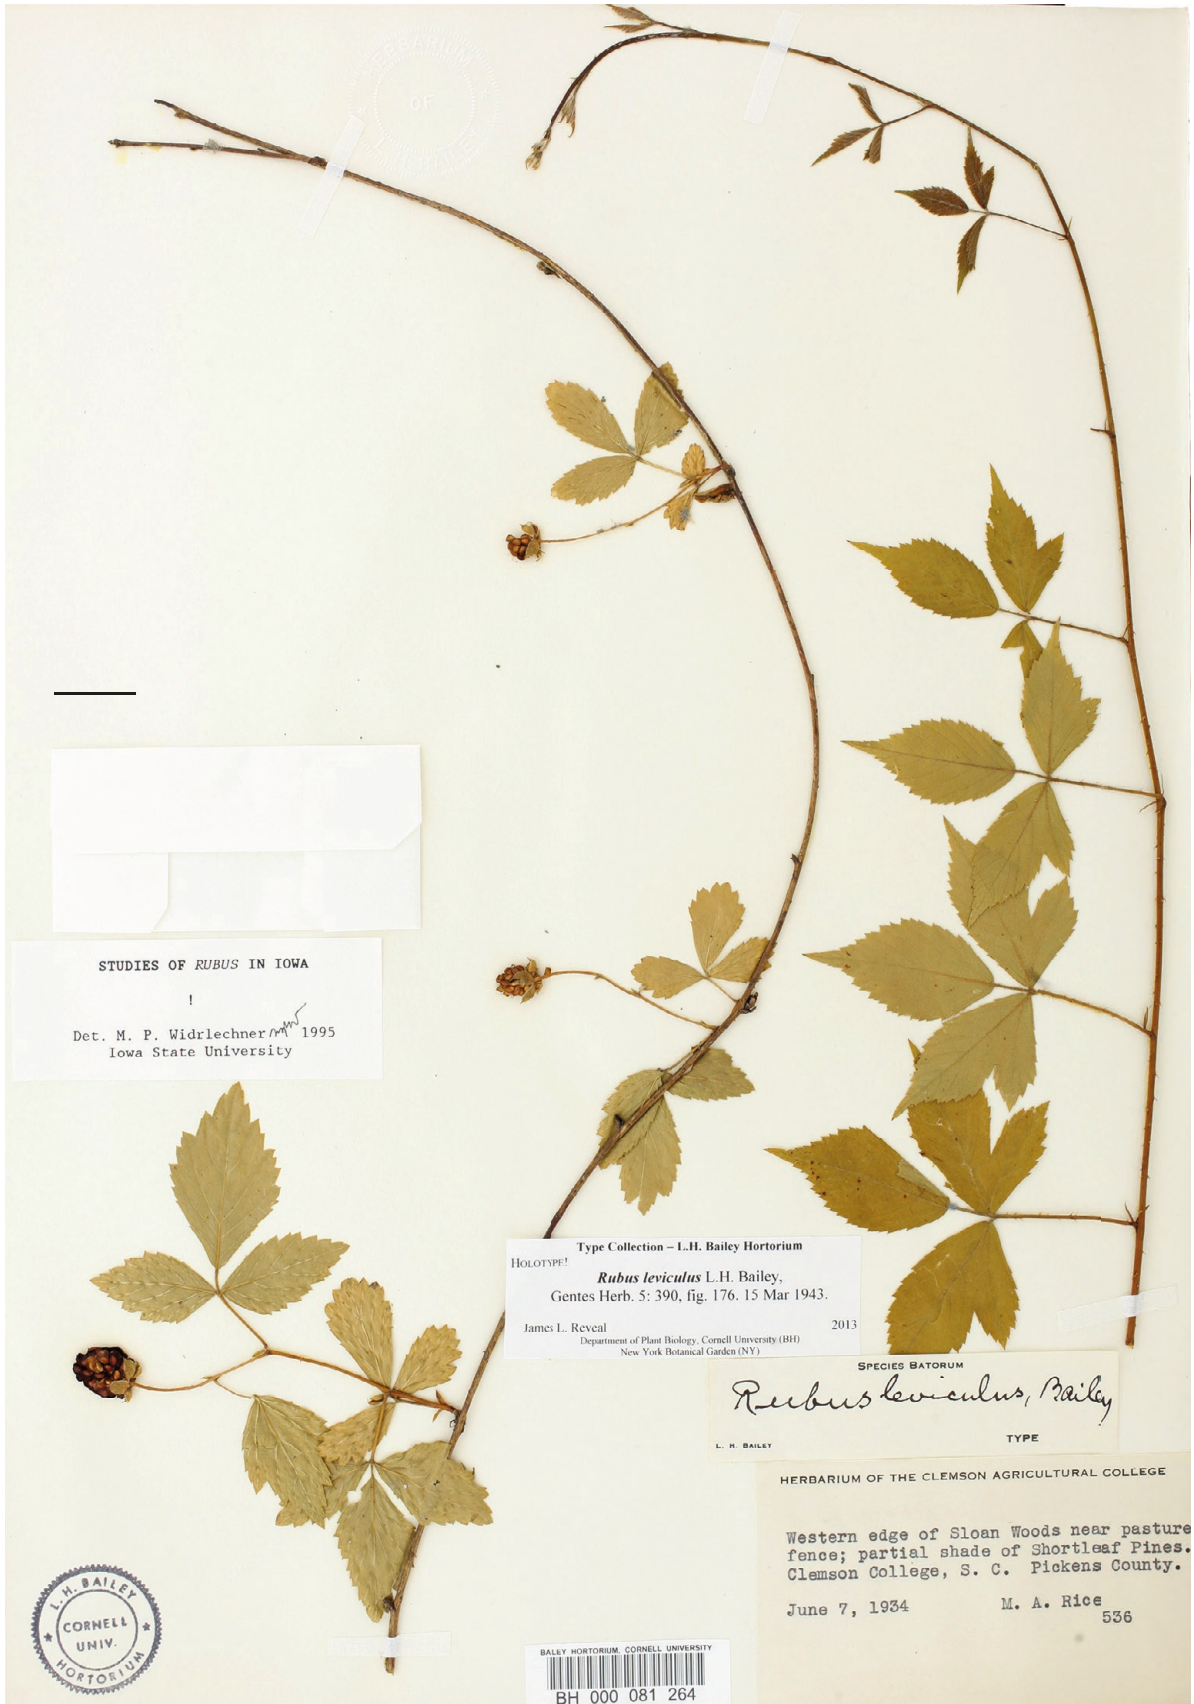 HERBARIUM
OF
STUDIES OF RUBUS IN IOWA
!
Det. M. P. Widrlechner mpw 1995
Iowa State University
Type Collection – L.H. Bailey Hortorium
HOLOTYPE!
Rubus leviculus L.H. Bailey,
Gentes Herb. 5: 390, fig. 176. 15 Mar 1943.
James L. Reveal 2013
Department of Plant Biology, Cornell University (BH)
New York Botanical Garden (NY)
SPECIES BATORUM
Rubus leviculus, Bailey
L. H. BAILEY TYPE
HERBARIUM OF THE CLEMSON AGRICULTURAL COLLEGE
Western edge of Sloan Woods near pasture
fence; partial shade of Shortleaf Pines.
Clemson College, S. C. Pickens County.
June 7, 1934 M. A. Rice
536
L. H. BAILEY
CORNELL
UNIV.
HORTORIUM
BALEY HORTORIUM, CORNELL UNIVERSITY
BH 000 081 264